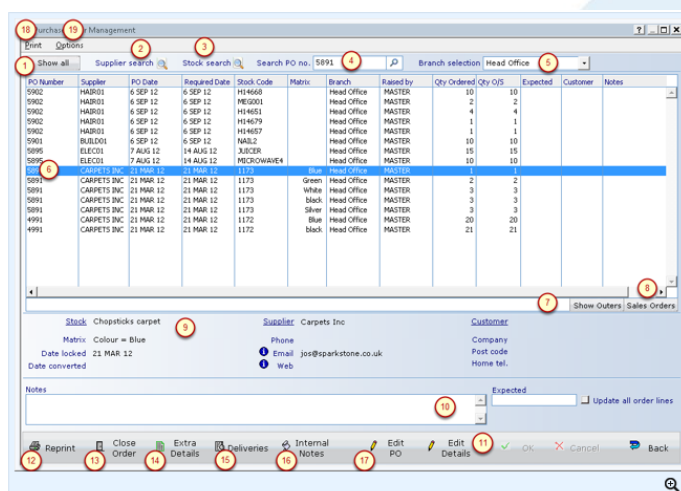 18 Purchase Order Management
19
Print Options
1 Show all Supplier search 2 Stock search 3 Search PO no. 5891 4 Branch selection Head Office 5
PO Number Supplier PO Date Required Date Stock Code Matrix Branch Raised by Qty Ordered Qty O/S Expected Customer Notes
5902 HAIR01 6 SEP 12 6 SEP 12 H14668 Head Office MASTER 10 10
5902 HAIR01 6 SEP 12 6 SEP 12 MEG001 Head Office MASTER 2 2
5902 HAIR01 6 SEP 12 6 SEP 12 H14651 Head Office MASTER 4 4
5902 HAIR01 6 SEP 12 6 SEP 12 H14679 Head Office MASTER 1 1
5902 HAIR01 6 SEP 12 6 SEP 12 H14657 Head Office MASTER 1 1
5901 BUILD01 6 SEP 12 6 SEP 12 NAIL2 Head Office MASTER 10 10
5895 ELEC01 7 AUG 12 14 AUG 12 JUICER Head Office MASTER 15 15
5895 ELEC01 7 AUG 12 14 AUG 12 MICROWAVE4 Head Office MASTER 10 10
6 CARPETS INC 21 MAR 12 21 MAR 12 1173 Blue Head Office MASTER 1 1
5891 CARPETS INC 21 MAR 12 21 MAR 12 1173 Green Head Office MASTER 2 2
5891 CARPETS INC 21 MAR 12 21 MAR 12 1173 White Head Office MASTER 3 3
5891 CARPETS INC 21 MAR 12 21 MAR 12 1173 black Head Office MASTER 3 3
5891 CARPETS INC 21 MAR 12 21 MAR 12 1173 Silver Head Office MASTER 3 3
4991 CARPETS INC 21 MAR 12 21 MAR 12 1172 Blue Head Office MASTER 20 20
4991 CARPETS INC 21 MAR 12 21 MAR 12 1172 black Head Office MASTER 21 21
7 Show Outers 8 Sales Orders
Stock Chopsticks carpet 9 Supplier Carpets Inc Customer
Matrix Colour = Blue Phone Company
Date locked 21 MAR 12 Email jos@sparkstone.co.uk Post code
Date converted Web Home tel.
Notes Expected
10 Update all order lines
Reprint Close Order Extra Details Deliveries Internal Notes Edit PO Edit Details 11 OK Cancel Back
12 13 14 15 16 17